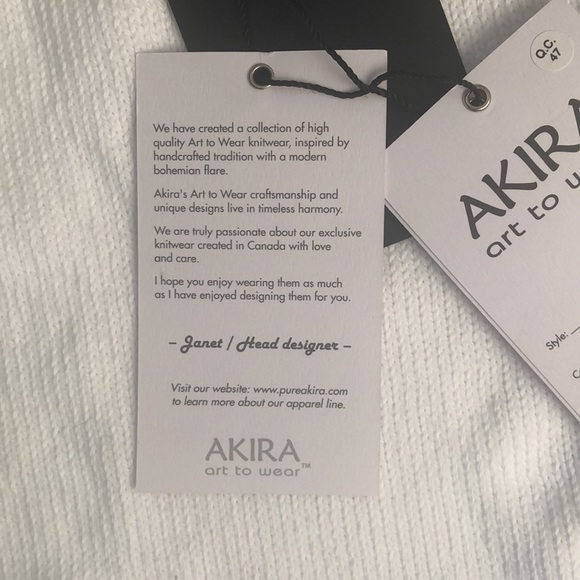 We have created a collection of high
quality Art to Wear knitwear, inspired by
handcrafted tradition with a modern
bohemian flare.
Akira's Art to Wear craftsmanship and
unique designs live in timeless harmony.
We are truly passionate about our exclusive
knitwear created in Canada with love
and care.
I hope you enjoy wearing them as much
as I have enjoyed designing them for you.
– Janet / Head designer –
Visit our website: www.pureakira.com
to learn more about our apparel line.
AKIRA
art to wear™
Q.C.
47
AKIRA
art to
Style: